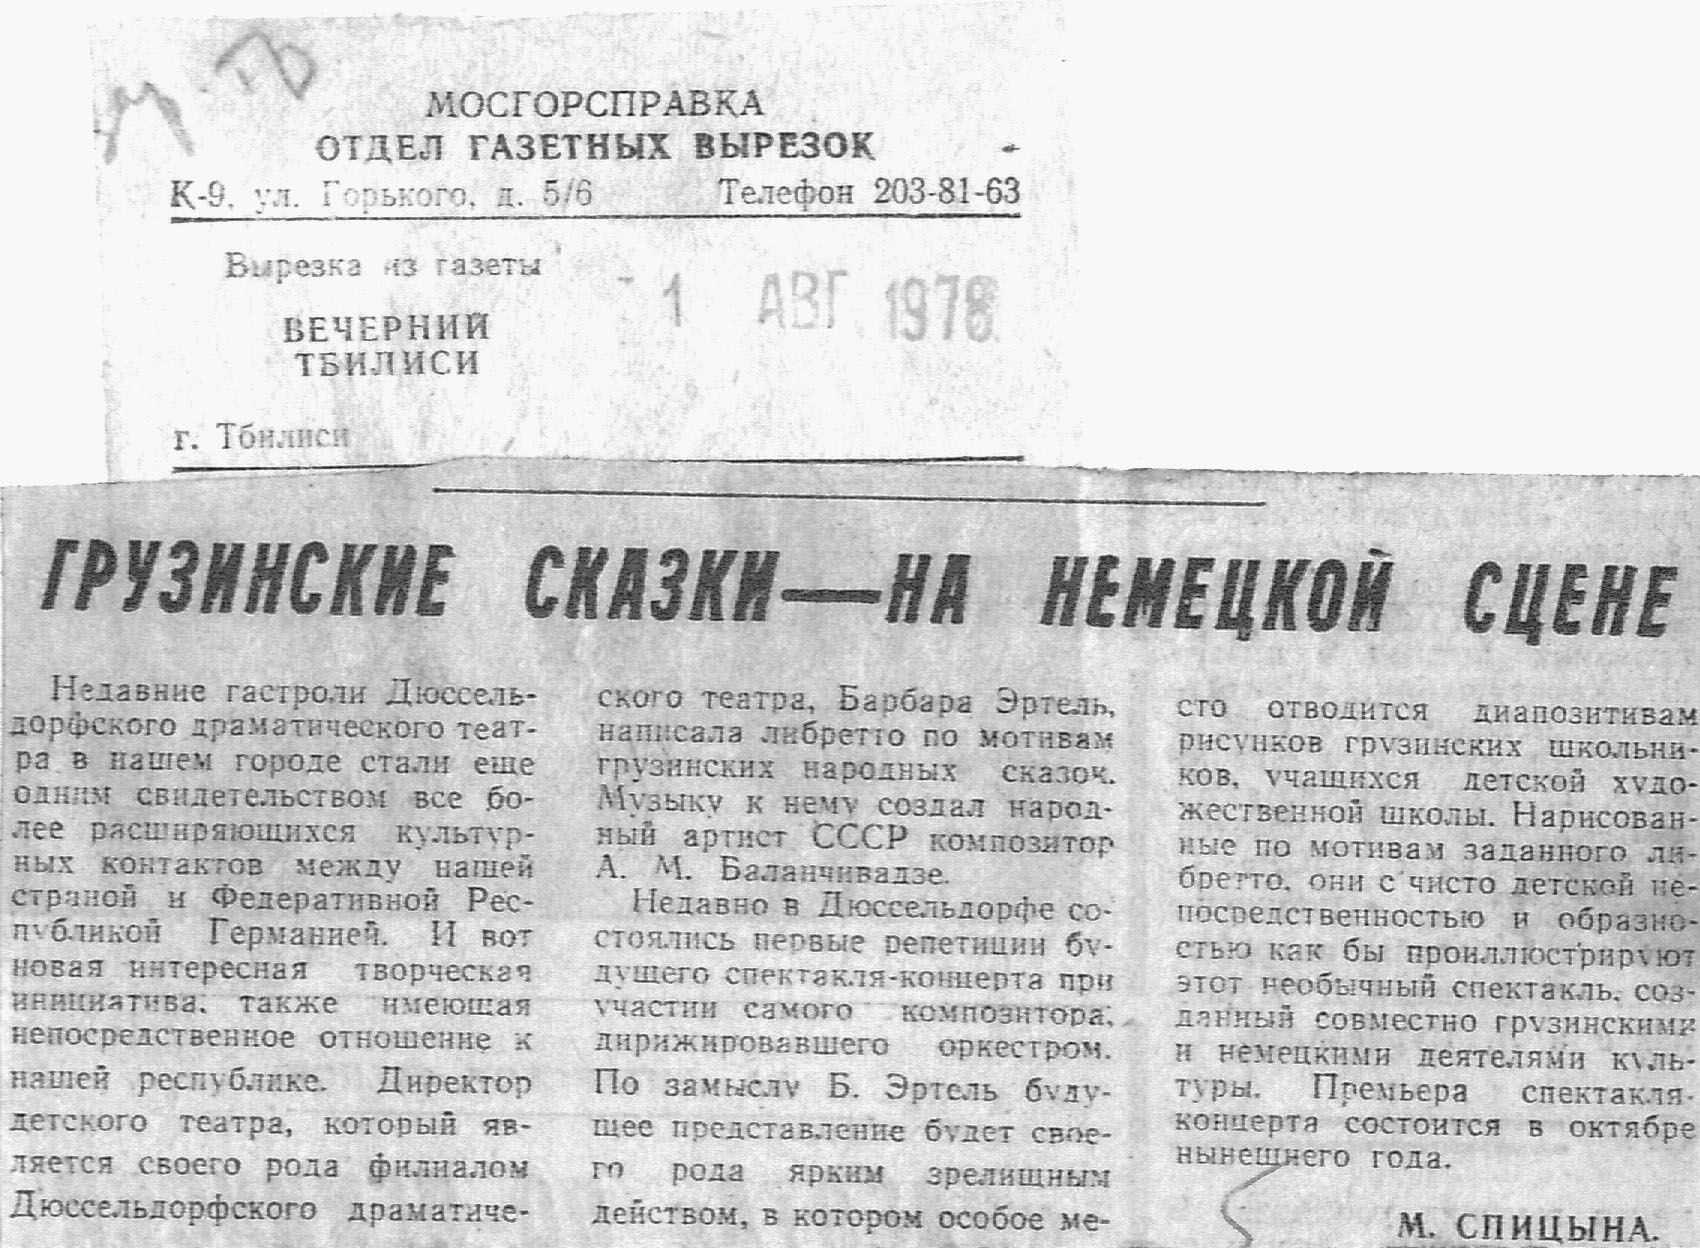 МОСГОРСПРАВКА
ОТДЕЛ ГАЗЕТНЫХ ВЫРЕЗОК
К-9, ул. Горького, д. 5/6 Телефон 203-81-63
Вырезка из газеты
- 1 АВГ 1978
ВЕЧЕРНИЙ
ТБИЛИСИ
г. Тбилиси
ГРУЗИНСКИЕ СКАЗКИ—НА НЕМЕЦКОЙ СЦЕНЕ
Недавние гастроли Дюссель-
дорфского драматического теат-
ра в нашем городе стали еще
одним свидетельством все бо-
лее расширяющихся культур-
ных контактов между нашей
страной и Федеративной Рес-
публикой Германией. И вот
новая интересная творческая
инициатива, также имеющая
непосредственное отношение к
нашей республике. Директор
детского театра, который яв-
ляется своего рода филиалом
Дюссельдорфского драматиче-
ского театра, Барбара Эртель,
написала либретто по мотивам
грузинских народных сказок.
Музыку к нему создал народ-
ный артист СССР композитор
А. М. Баланчивадзе.
Недавно в Дюссельдорфе со-
стоялись первые репетиции бу-
дущего спектакля-концерта при
участии самого композитора,
дирижировавшего оркестром.
По замыслу Б. Эртель буду-
щее представление будет свое-
го рода ярким зрелищным
действом, в котором особое ме-
сто отводится диапозитивам
рисунков грузинских школьни-
ков, учащихся детской худо-
жественной школы. Нарисован-
ные по мотивам заданного ли-
бретто, они с чисто детской не-
посредственностью и образно-
стью как бы проиллюстрируют
этот необычный спектакль, соз-
данный совместно грузинскими
и немецкими деятелями куль-
туры. Премьера спектакля-
концерта состоится в октябре
нынешнего года.
М. СПИЦЫНА.